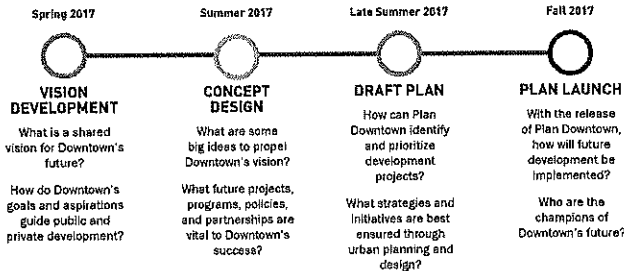 Spring 2017
VISION
DEVELOPMENT
What is a shared
vision for Downtown's
future?
How do Downtown's
goals and aspirations
guide public and
private development?
Summer 2017
CONCEPT
DESIGN
What are some
big ideas to propel
Downtown's vision?
What future projects,
programs, policies,
and partnerships are
vital to Downtown's
success?
Late Summer 2017
DRAFT PLAN
How can Plan
Downtown identify
and prioritize
development
projects?
What strategies and
initiatives are best
ensured through
urban planning and
design?
Fall 2017
PLAN LAUNCH
With the release
of Plan Downtown,
how will future
development be
implemented?
Who are the
champions of
Downtown's future?